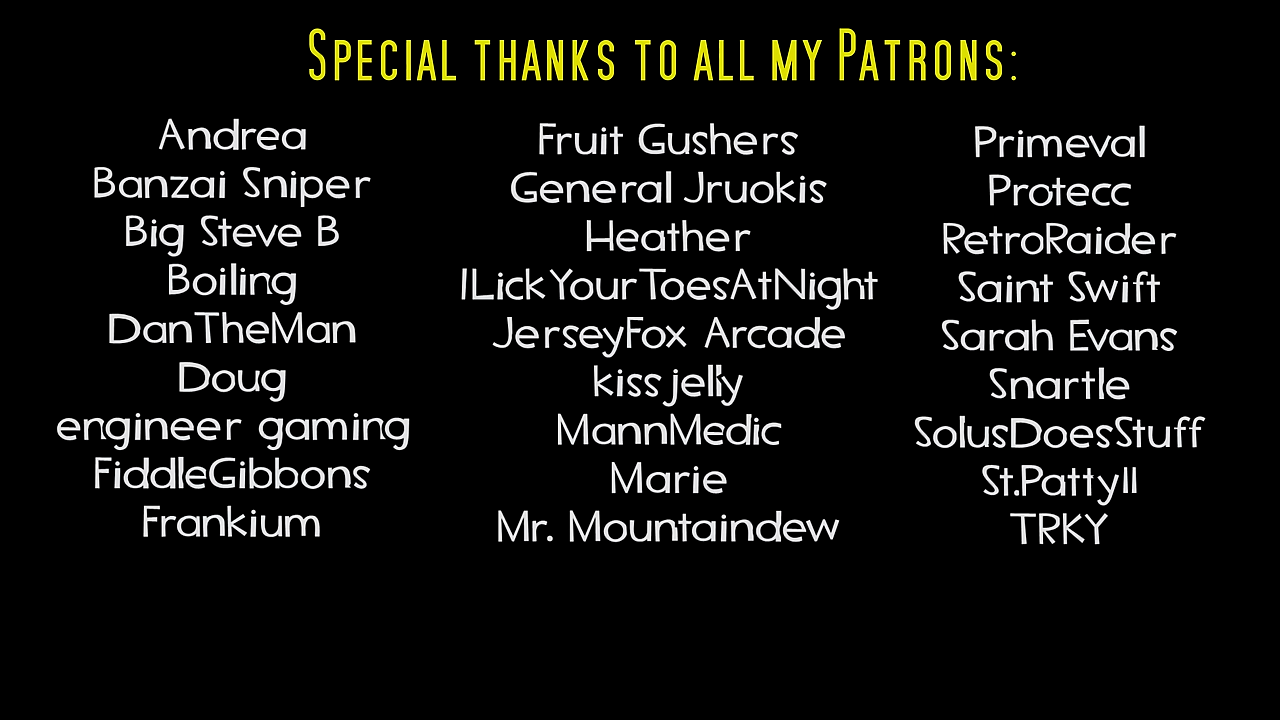 Special thanks to all my Patrons:
Andrea
Banzai Sniper
Big Steve B
Boiling
DanTheMan
Doug
engineer gaming
FiddleGibbons
Frankium
Fruit Gushers
General Jruokis
Heather
ILickYourToesAtNight
JerseyFox Arcade
kiss jelly
MannMedic
Marie
Mr. Mountaindew
Primeval
Protecc
RetroRaider
Saint Swift
Sarah Evans
Snartle
SolusDoesStuff
St.Patty11
TRKY